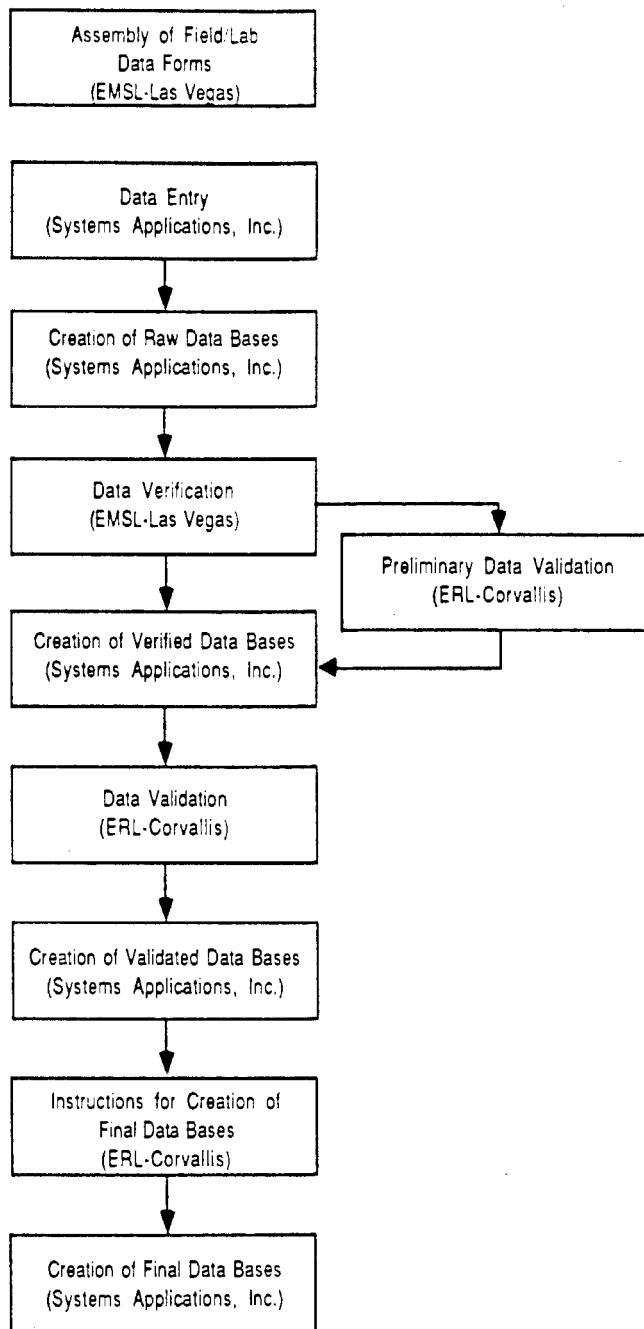 Assembly of Field/Lab
Data Forms
(EMSL-Las Vegas)
Data Entry
(Systems Applications, Inc.)
Creation of Raw Data Bases
(Systems Applications, Inc.)
Data Verification
(EMSL-Las Vegas)
Preliminary Data Validation
(ERL-Corvallis)
Creation of Verified Data Bases
(Systems Applications, Inc.)
Data Validation
(ERL-Corvallis)
Creation of Validated Data Bases
(Systems Applications, Inc.)
Instructions for Creation of
Final Data Bases
(ERL-Corvallis)
Creation of Final Data Bases
(Systems Applications, Inc.)